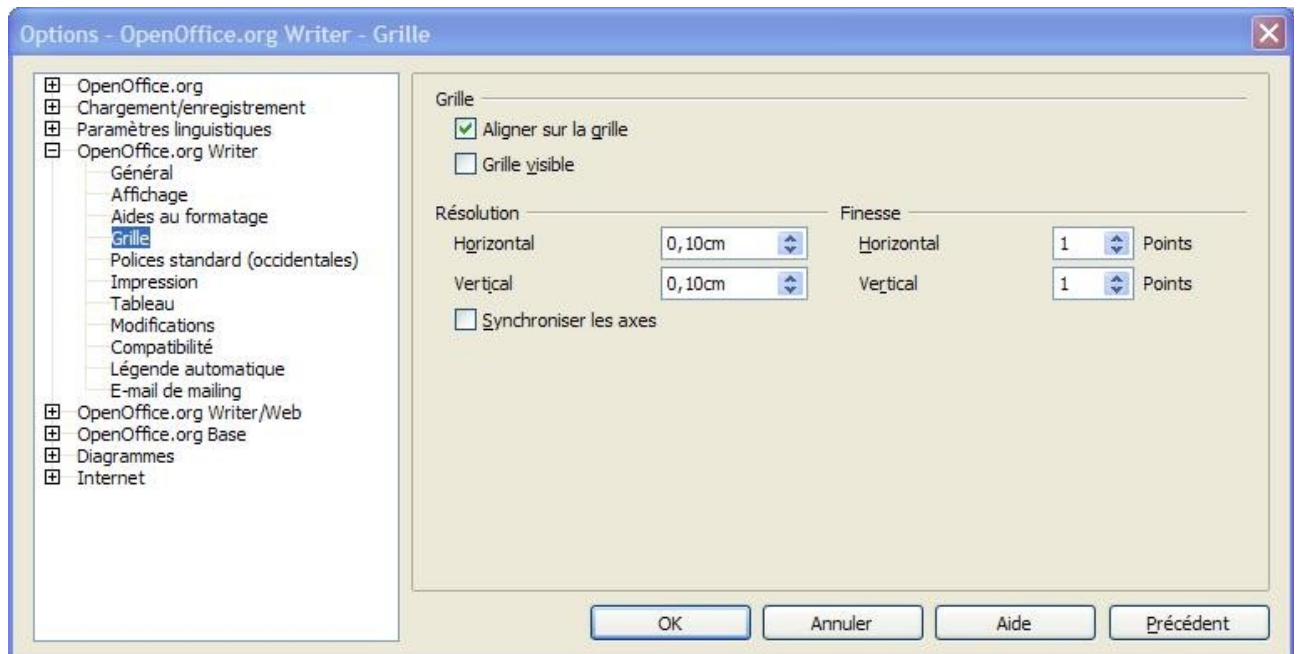 Options - OpenOffice.org Writer - Grille
OpenOffice.org
Chargement/enregistrement
Paramètres linguistiques
OpenOffice.org Writer
Général
Affichage
Aides au formatage
Grille
Polices standard (occidentales)
Impression
Tableau
Modifications
Compatibilité
Légende automatique
E-mail de mailing
OpenOffice.org Writer/Web
OpenOffice.org Base
Diagrammes
Internet
Grille
Aligner sur la grille
Grille visible
Résolution
Horizontal 0,10cm
Vertical 0,10cm
Synchroniser les axes
Finesse
Horizontal 1 Points
Vertical 1 Points
OK Annuler Aide Précédent